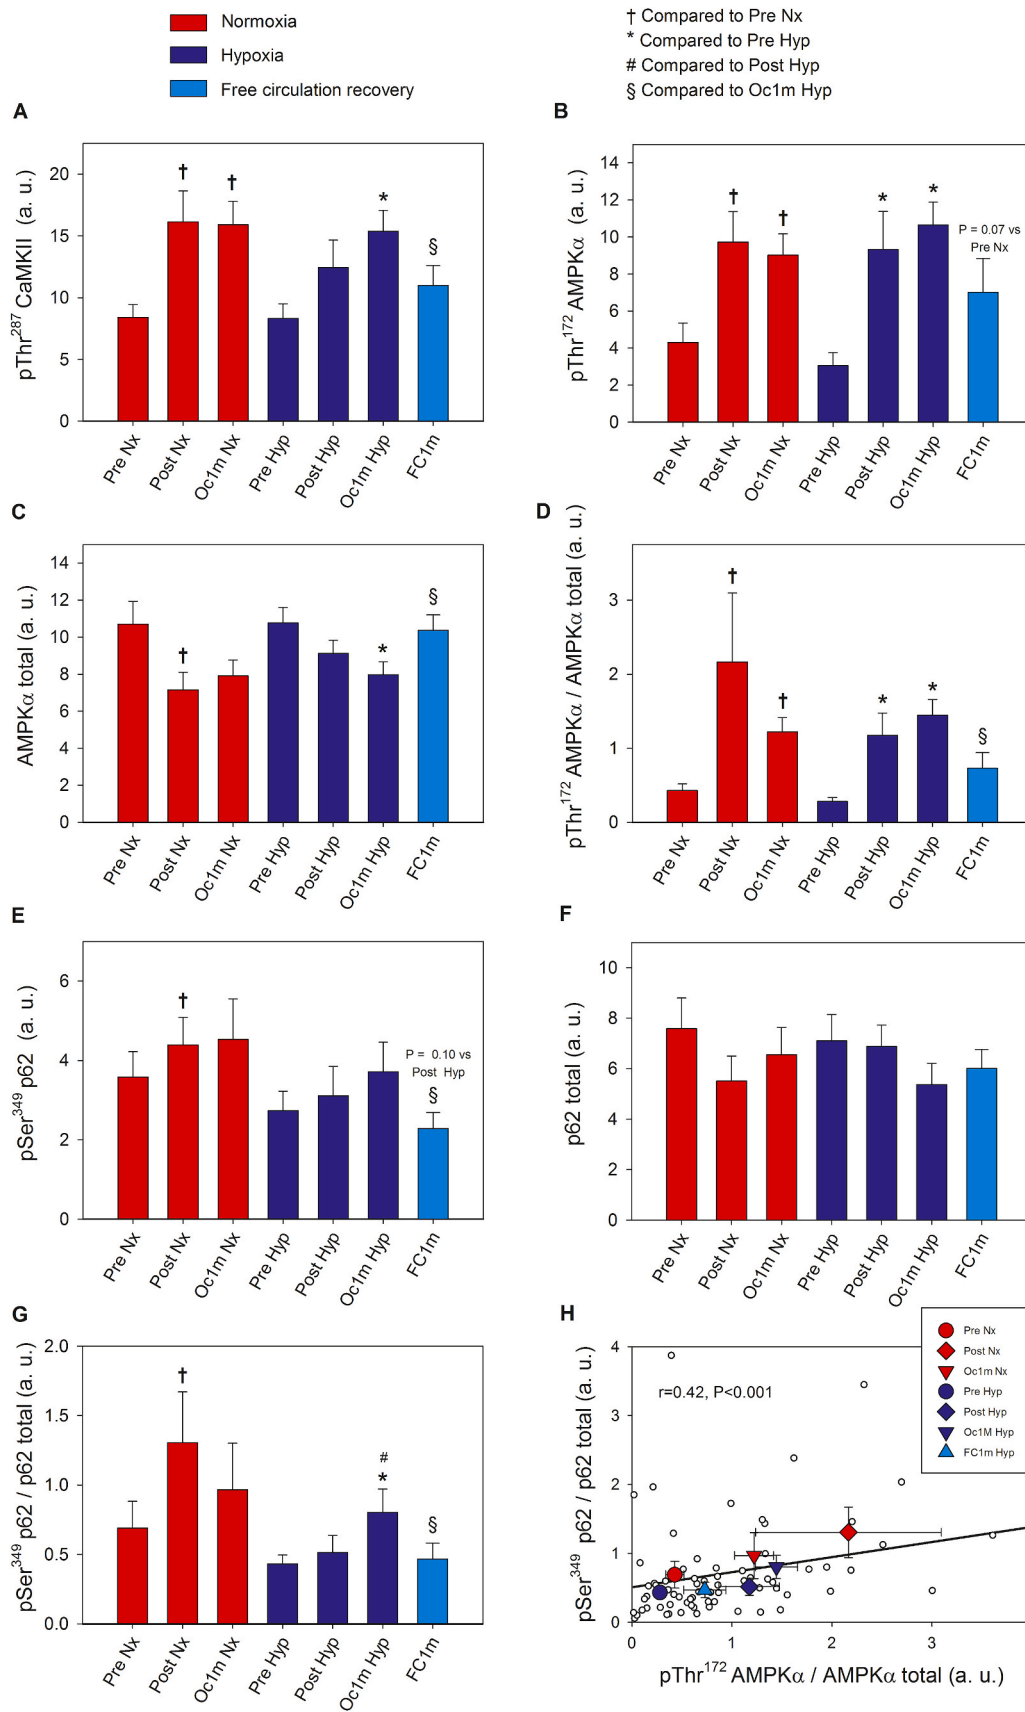 Normoxia
Hypoxia
Free circulation recovery
† Compared to Pre Nx
* Compared to Pre Hyp
# Compared to Post Hyp
§ Compared to Oc1m Hyp
A
pThr²⁸⁷ CaMKII (a. u.)
20
15
10
5
0
†
†
*
§
Pre Nx
Post Nx
Oc1m Nx
Pre Hyp
Post Hyp
Oc1m Hyp
FC1m
B
pThr¹⁷² AMPKα (a. u.)
14
12
10
8
6
4
2
0
†
†
*
*
P = 0.07 vs
Pre Nx
Pre Nx
Post Nx
Oc1m Nx
Pre Hyp
Post Hyp
Oc1m Hyp
FC1m
C
AMPKα total (a. u.)
14
12
10
8
6
4
2
0
†
*
§
Pre Nx
Post Nx
Oc1m Nx
Pre Hyp
Post Hyp
Oc1m Hyp
FC1m
D
pThr¹⁷² AMPKα / AMPKα total (a. u.)
3
2
1
0
†
†
*
*
§
Pre Nx
Post Nx
Oc1m Nx
Pre Hyp
Post Hyp
Oc1m Hyp
FC1m
E
pSer³⁴⁹ p62 (a. u.)
6
4
2
0
†
P = 0.10 vs
Post Hyp
§
Pre Nx
Post Nx
Oc1m Nx
Pre Hyp
Post Hyp
Oc1m Hyp
FC1m
F
p62 total (a. u.)
10
8
6
4
2
0
Pre Nx
Post Nx
Oc1m Nx
Pre Hyp
Post Hyp
Oc1m Hyp
FC1m
G
pSer³⁴⁹ p62 / p62 total (a. u.)
2.0
1.5
1.0
0.5
0.0
†
#
*
§
Pre Nx
Post Nx
Oc1m Nx
Pre Hyp
Post Hyp
Oc1m Hyp
FC1m
H
pSer³⁴⁹ p62 / p62 total (a. u.)
4
3
2
1
0
r=0.42, P<0.001
Pre Nx
Post Nx
Oc1m Nx
Pre Hyp
Post Hyp
Oc1M Hyp
FC1m Hyp
0
1
2
3
pThr¹⁷² AMPKα / AMPKα total (a. u.)